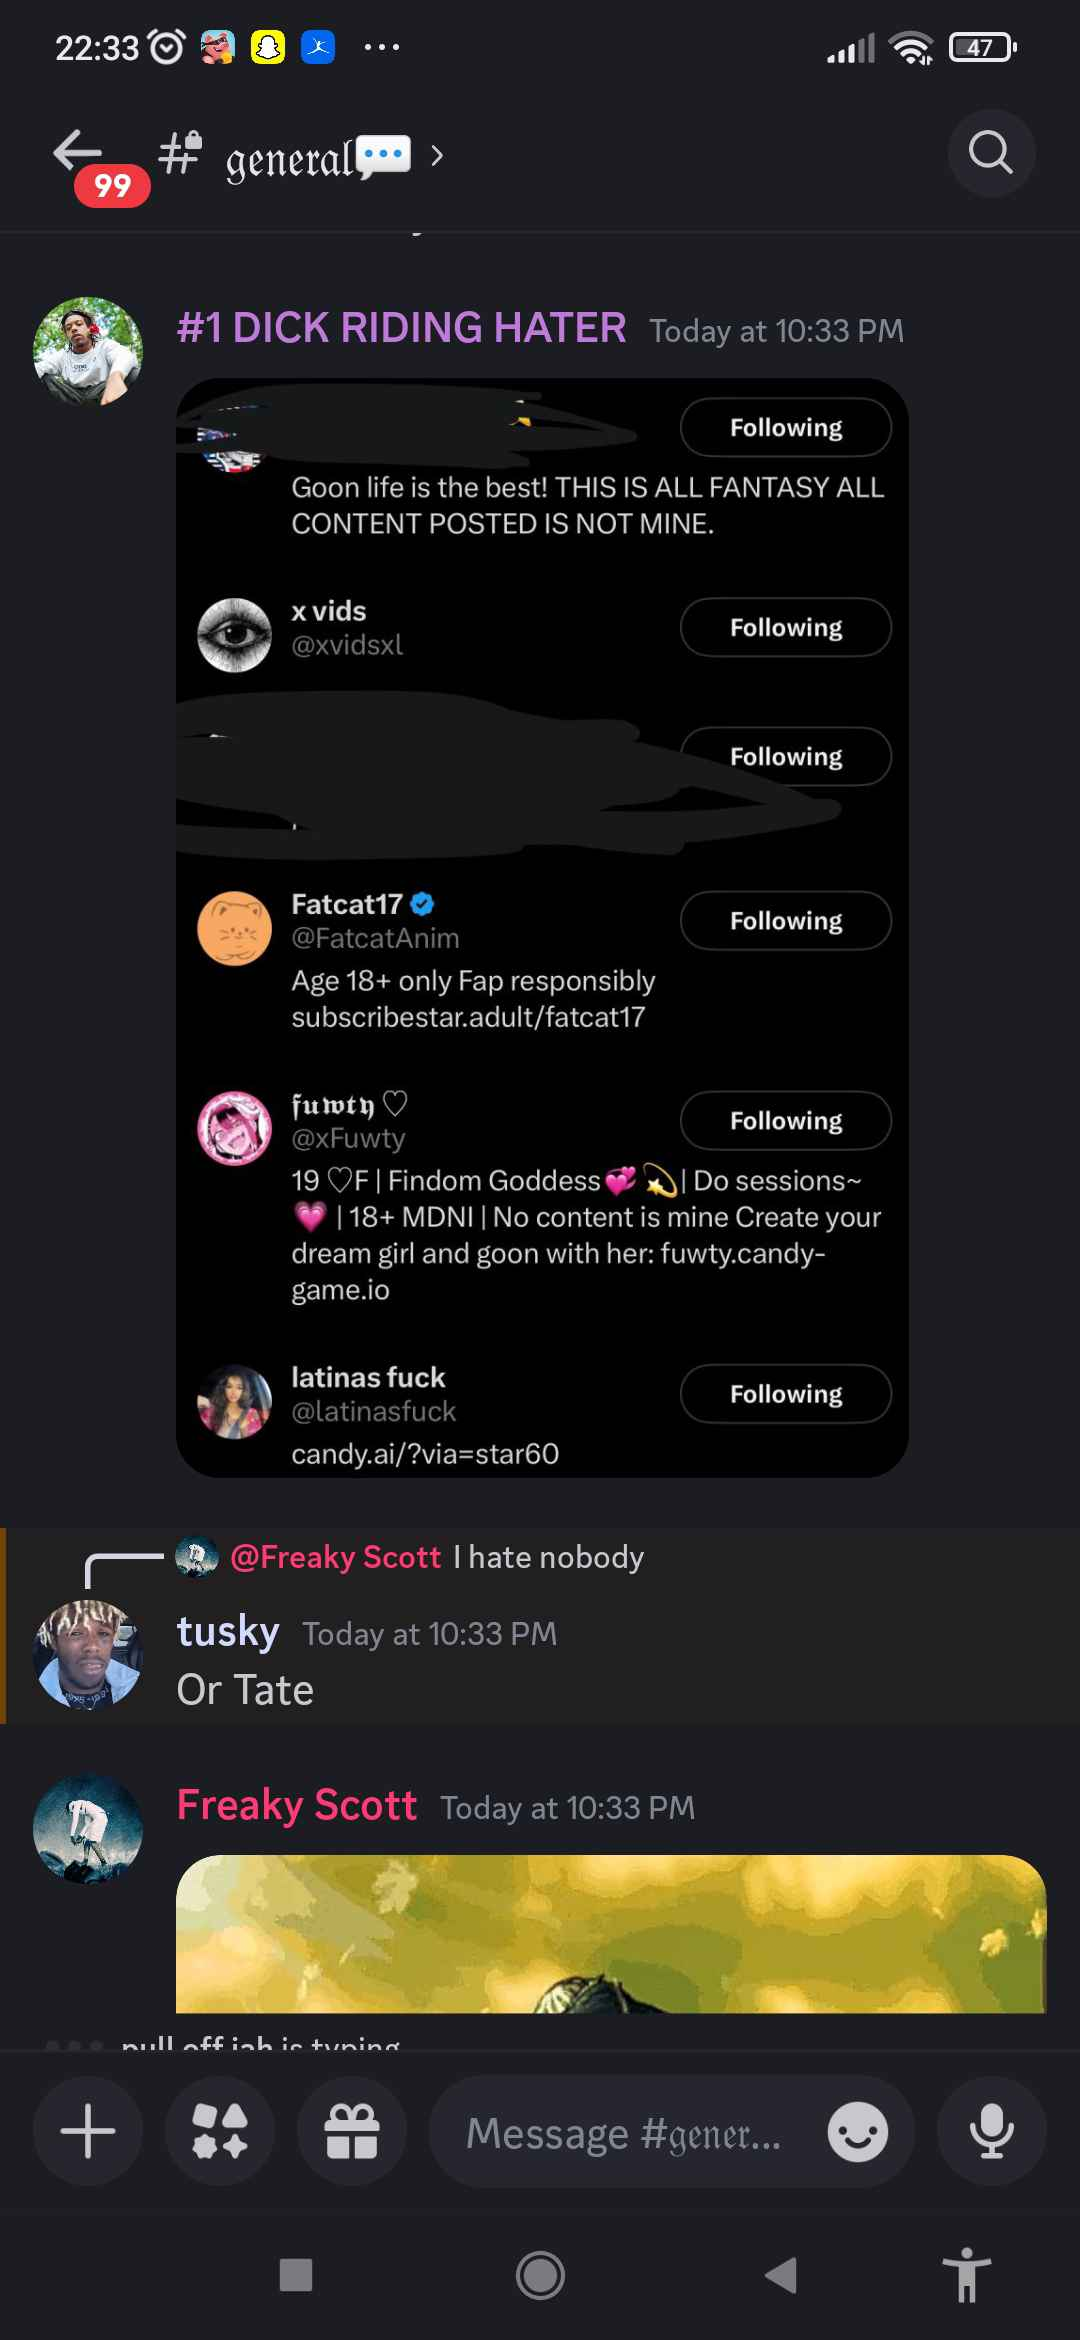 22:33
47
99
# general💬 ›
#1 DICK RIDING HATER Today at 10:33 PM
Following
Goon life is the best! THIS IS ALL FANTASY ALL
CONTENT POSTED IS NOT MINE.
x vids
@xvidsxl
Following
Following
Fatcat17
@FatcatAnim
Following
Age 18+ only Fap responsibly
subscribestar.adult/fatcat17
𝖋𝖚𝖜𝖙𝖞 ♡
@xFuwty
Following
19 ♡F | Findom Goddess💞 💫| Do sessions~
💗 | 18+ MDNI | No content is mine Create your
dream girl and goon with her: fuwty.candy-
game.io
latinas fuck
@latinasfuck
Following
candy.ai/?via=star60
@Freaky Scott I hate nobody
tusky Today at 10:33 PM
Or Tate
Freaky Scott Today at 10:33 PM
pull off jah is typing
Message #gener...